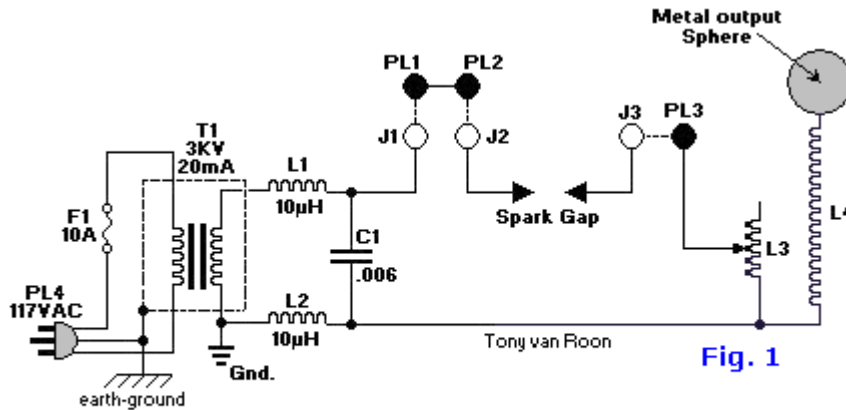 Metal output
Sphere
PL1
PL2
J1
J2
J3
PL3
T1
3KV
20mA
L1
10µH
F1
10A
Spark Gap
C1
.006
L3
L4
PL4
117VAC
L2
10µH
Gnd.
Tony van Roon
Fig. 1
earth-ground